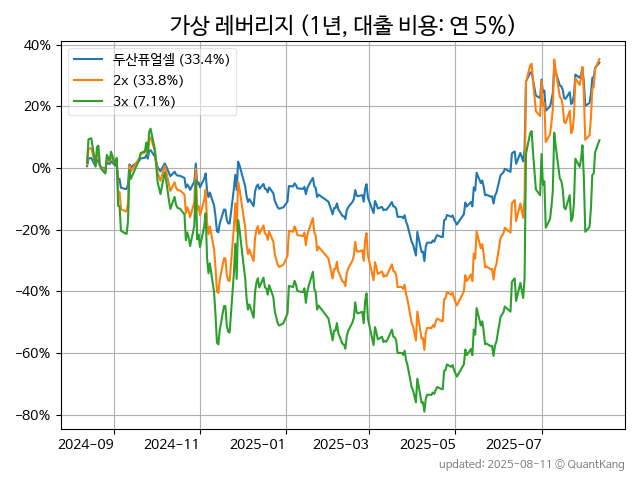 가상 레버리지 (1년, 대출 비용: 연 5%)
두산퓨얼셀 (33.4%)
2x (33.8%)
3x (7.1%)
40%
20%
0%
−20%
−40%
−60%
−80%
2024-09
2024-11
2025-01
2025-03
2025-05
2025-07
updated: 2025-08-11 © QuantKang